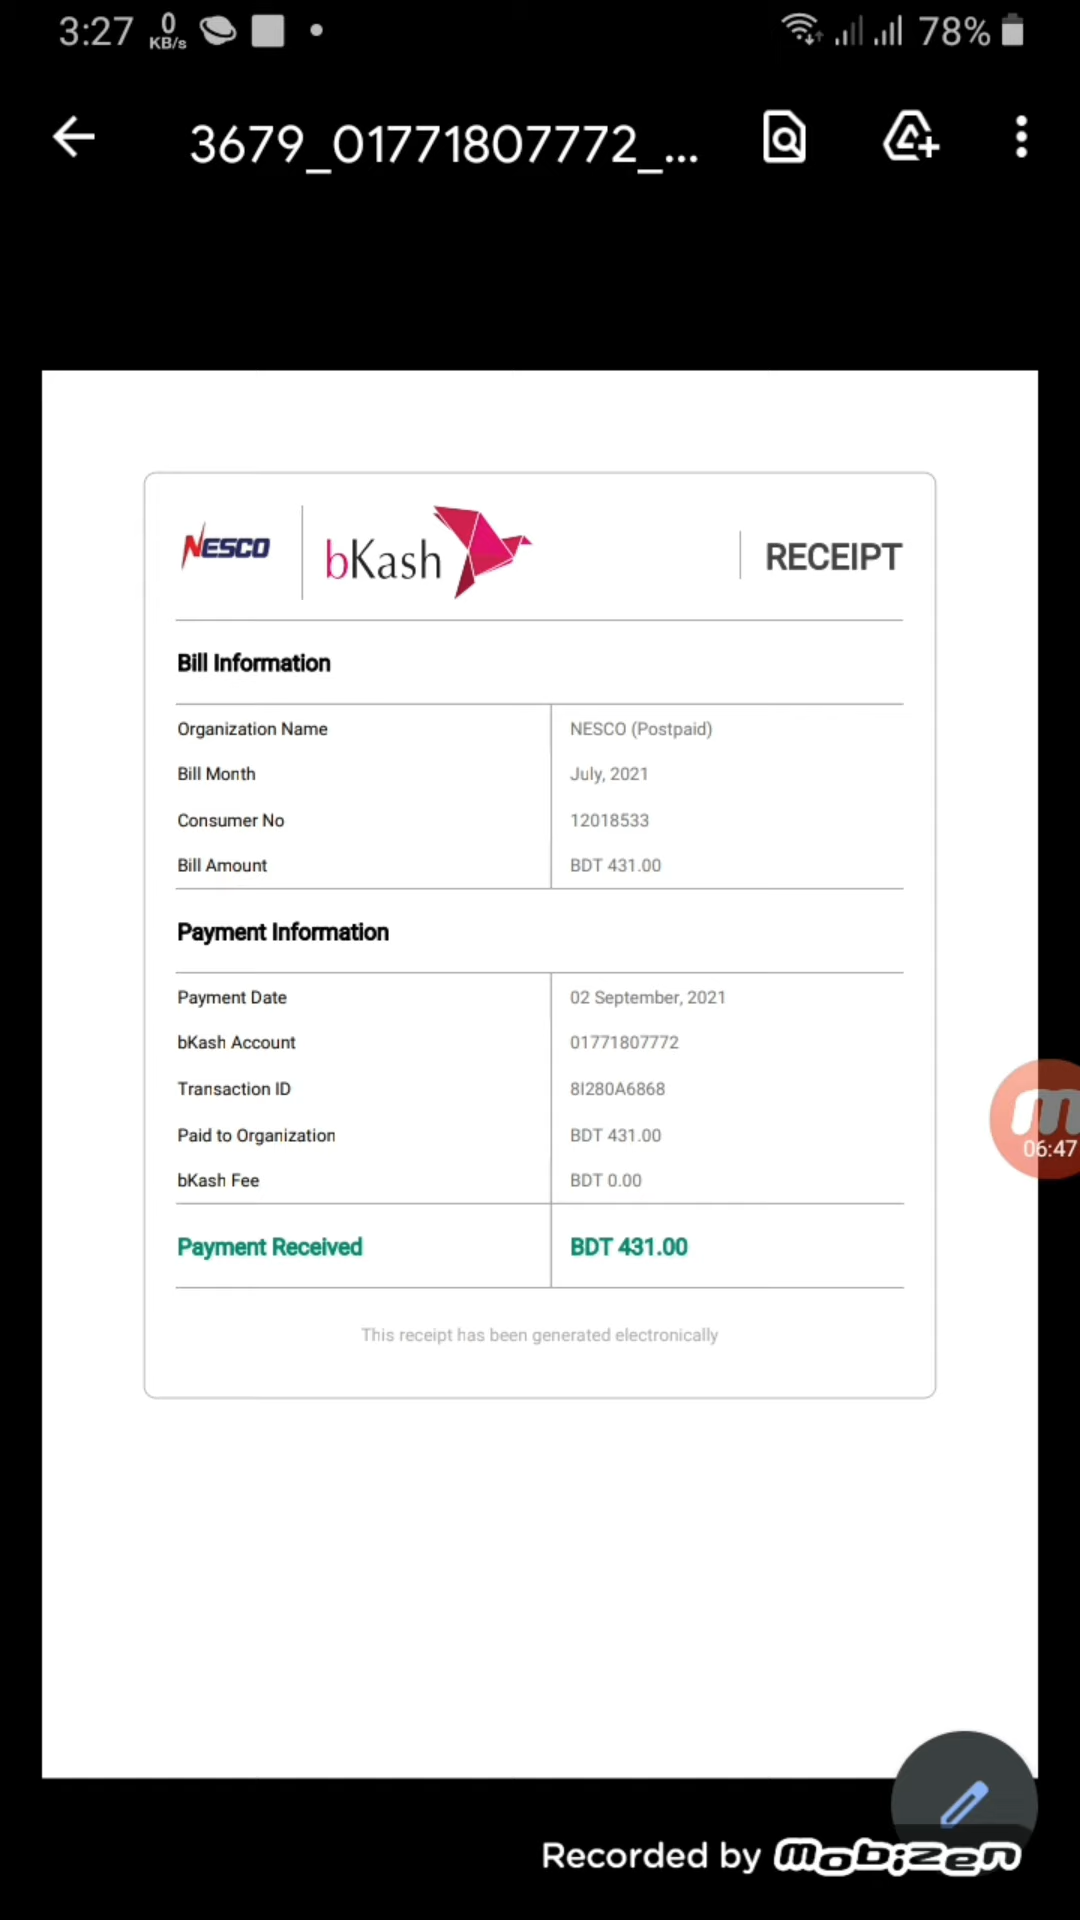 3:27 0 KB/s 78%
3679_01771807772_...
NESCO bKash RECEIPT
Bill Information
Organization Name NESCO (Postpaid)
Bill Month July, 2021
Consumer No 12018533
Bill Amount BDT 431.00
Payment Information
Payment Date 02 September, 2021
bKash Account 01771807772
Transaction ID 8I280A6868
Paid to Organization BDT 431.00
bKash Fee BDT 0.00
Payment Received BDT 431.00
This receipt has been generated electronically
m
06:47
Recorded by mobizen